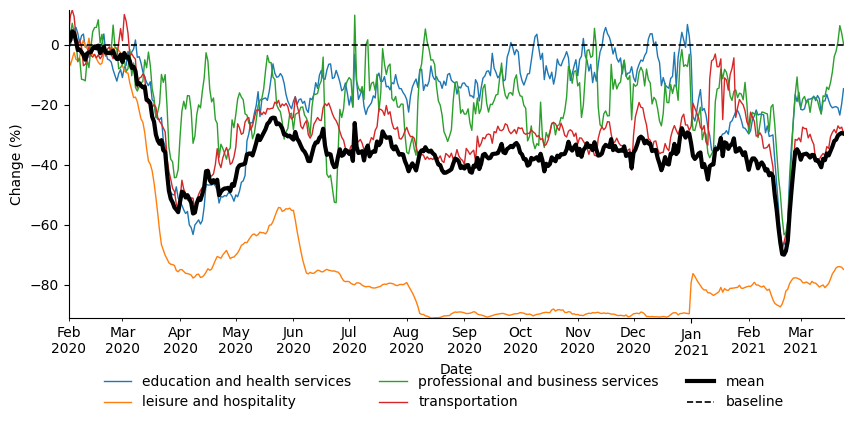 Change (%)
0
−20
−40
−60
−80
Feb Mar Apr May Jun Jul Aug Sep Oct Nov Dec Jan Feb Mar
2020 2020 2020 2020 2020 2020 2020 2020 2020 2020 2020 2021 2021 2021
Date
education and health services professional and business services mean
leisure and hospitality transportation baseline